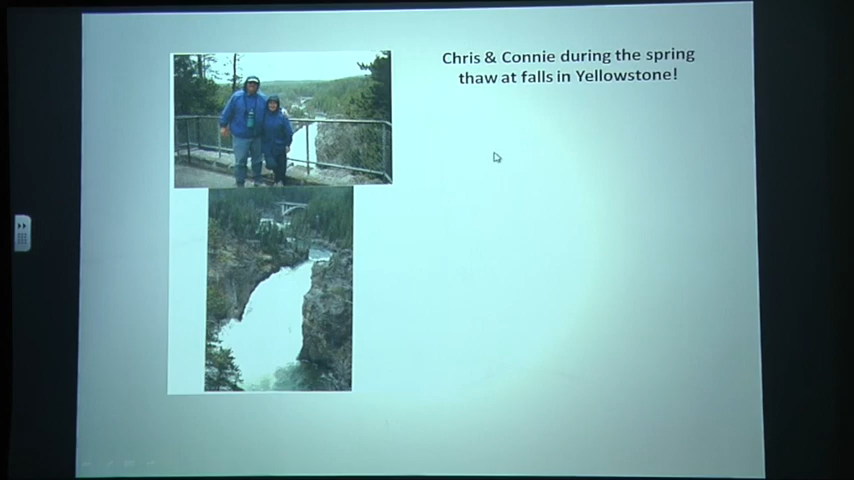 Chris & Connie during the spring
thaw at falls in Yellowstone!